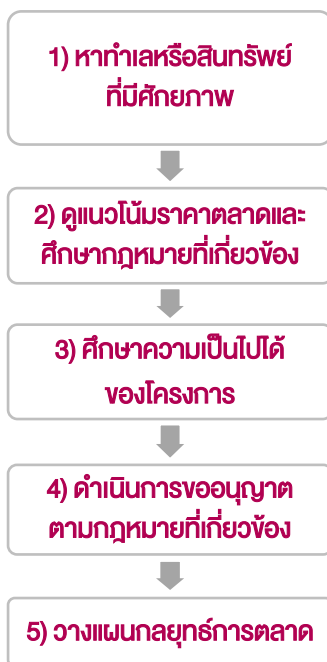 1) หาทำเลหรือสินทรัพย์
ที่มีศักยภาพ
2) ดูแนวโน้มราคาตลาดและ
ศึกษากฎหมายที่เกี่ยวข้อง
3) ศึกษาความเป็นไปได้
ของโครงการ
4) ดำเนินการขออนุญาต
ตามกฎหมายที่เกี่ยวข้อง
5) วางแผนกลยุทธ์การตลาด